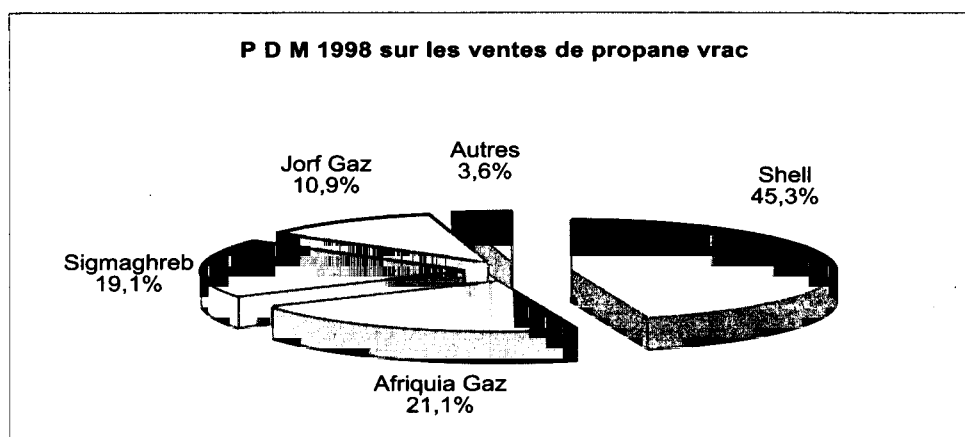 P D M 1998 sur les ventes de propane vrac
Autres
3,6%
Jorf Gaz
10,9%
Shell
45,3%
Sigmaghreb
19,1%
Afriquia Gaz
21,1%